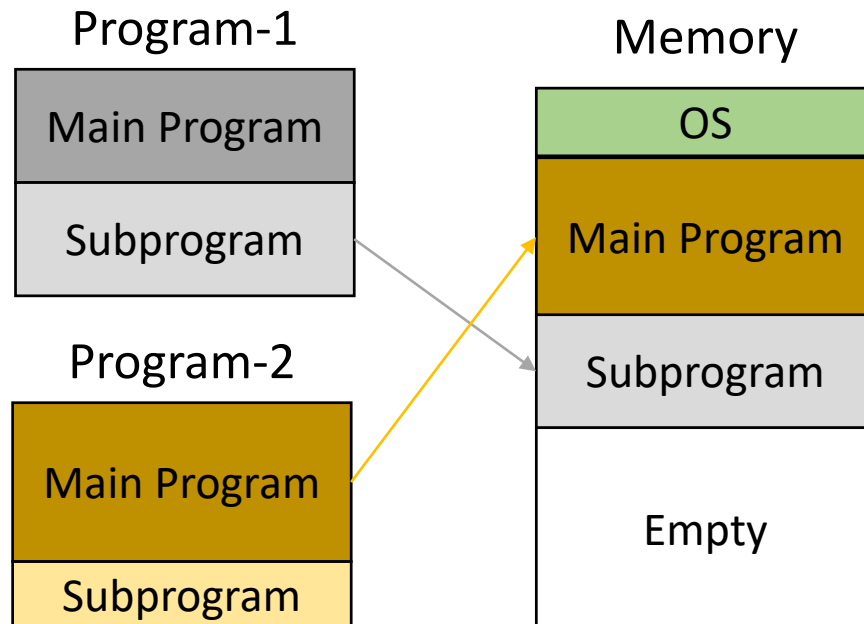 Program-1
Main Program
Subprogram
Program-2
Main Program
Subprogram
Memory
OS
Main Program
Subprogram
Empty